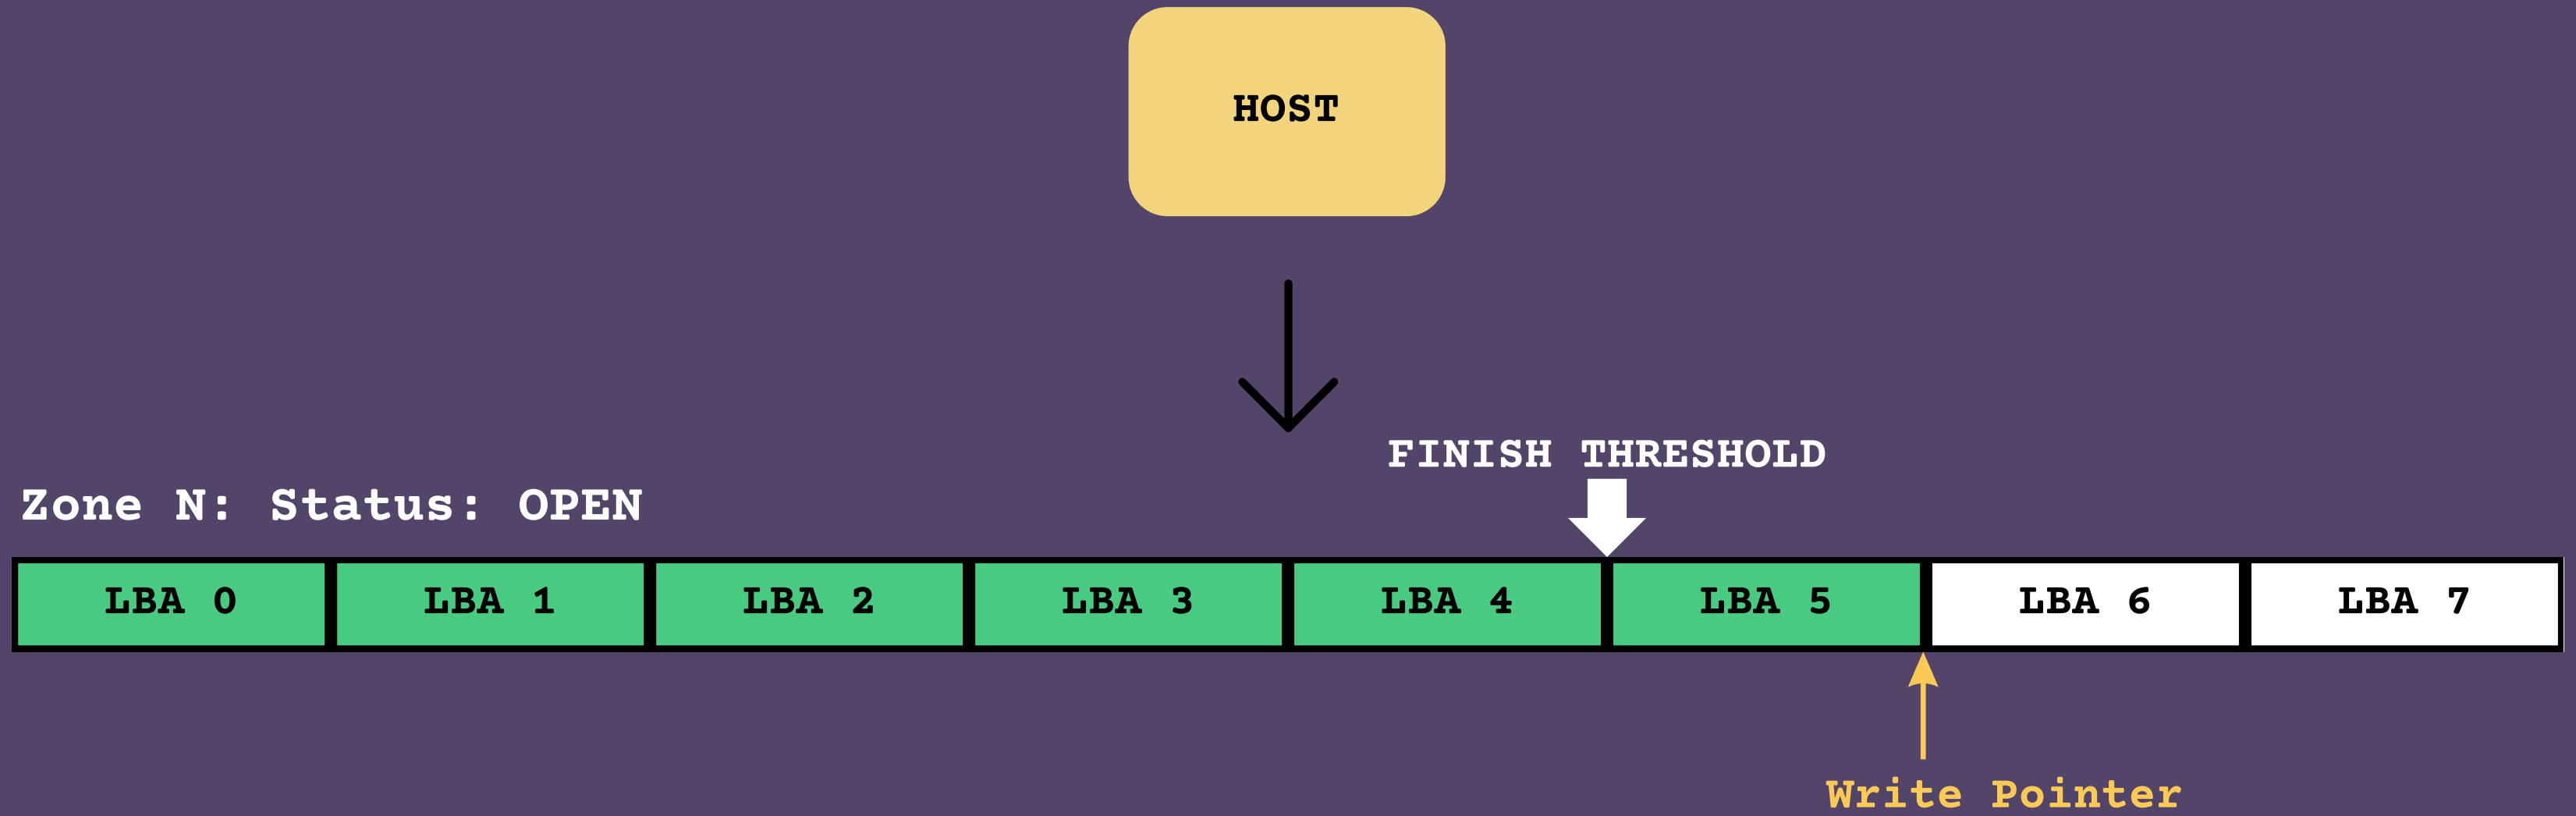 HOST
FINISH THRESHOLD
Zone N: Status: OPEN
LBA 0 LBA 1 LBA 2 LBA 3 LBA 4 LBA 5 LBA 6 LBA 7
Write Pointer